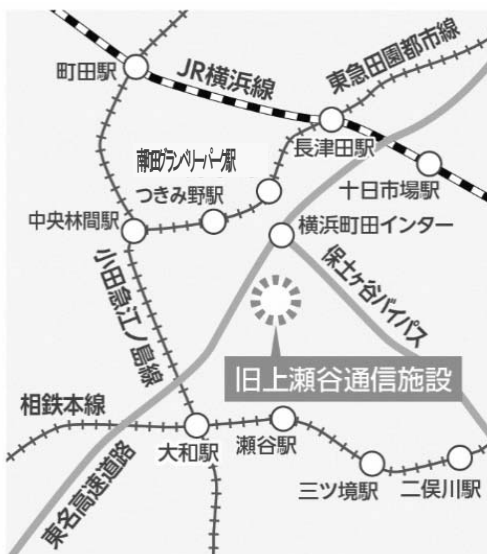 町田駅
JR横浜線
東急田園都市線
長津田駅
南町田グランベリーパーク駅
つきみ野駅
十日市場駅
中央林間駅
横浜町田インター
小田急江ノ島線
保土ヶ谷バイパス
旧上瀬谷通信施設
相鉄本線
大和駅
瀬谷駅
三ツ境駅
二俣川駅
東名高速道路